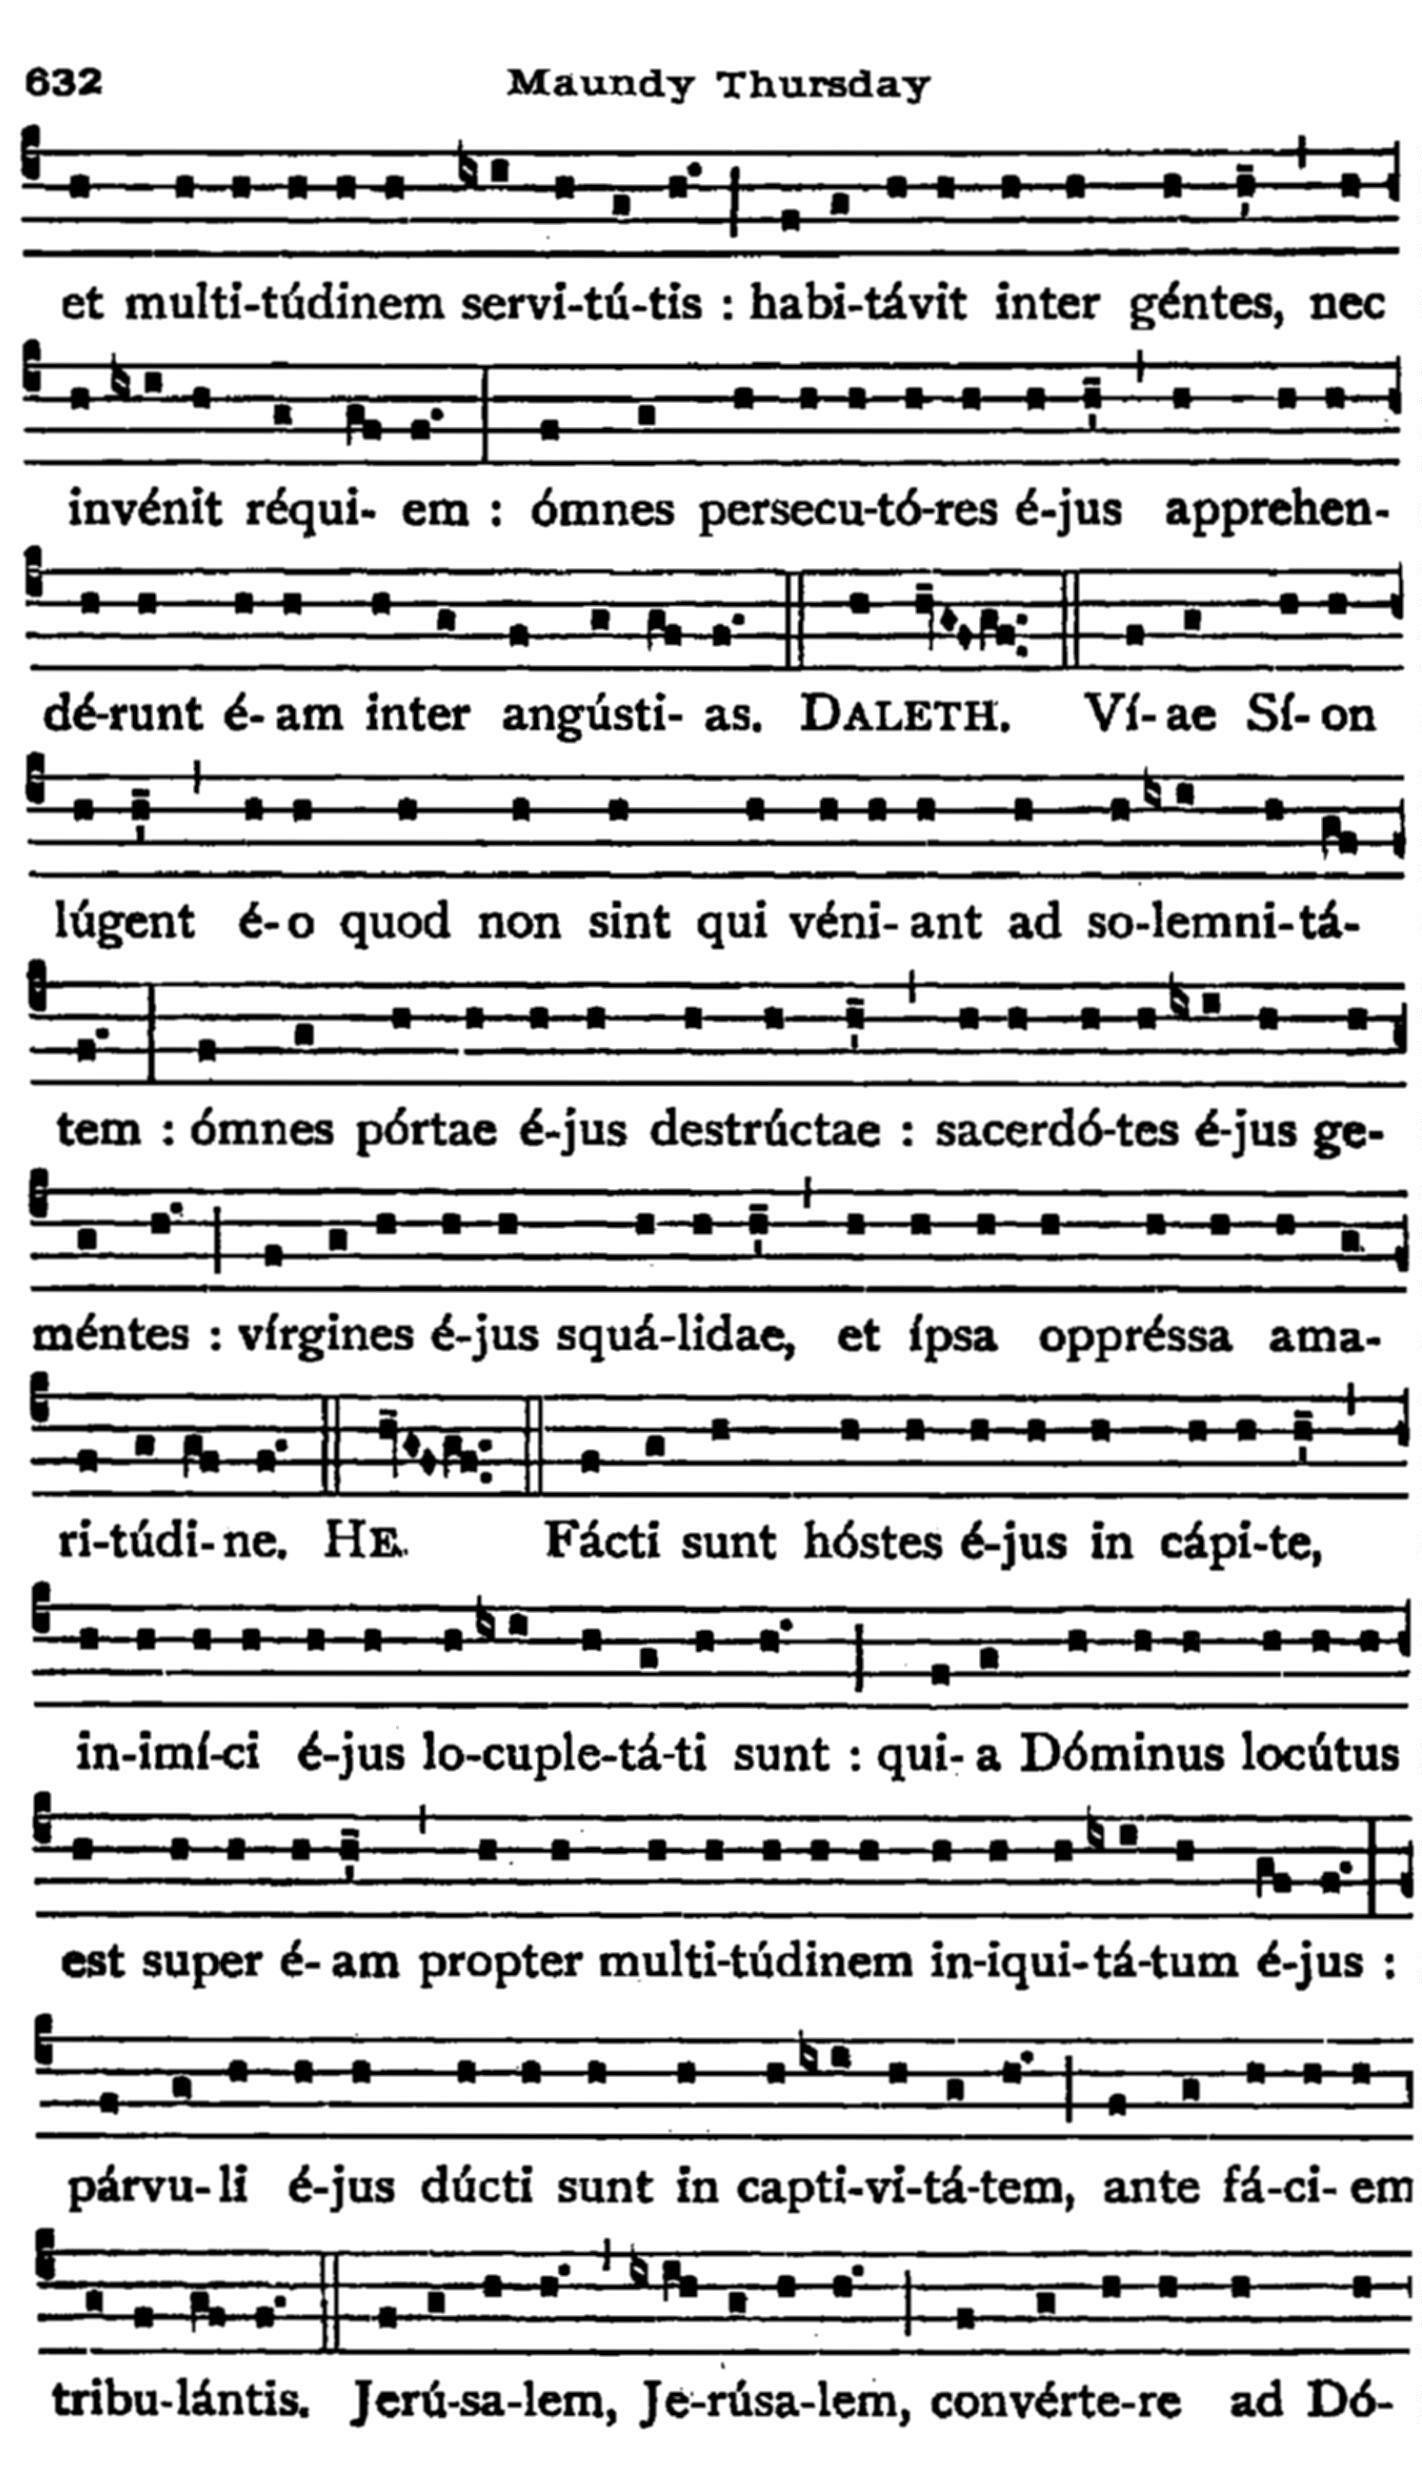 632 Maundy Thursday
et multi-túdinem servi-tú-tis : habi-távit inter géntes, nec
invénit réqui- em : ómnes persecu-tó-res é-jus apprehen-
dé-runt é- am inter angústi- as. DALETH. Ví- ae Sí- on
lúgent é- o quod non sint qui véni- ant ad so-lemni-tá-
tem : ómnes pórtae é-jus destrúctae : sacerdó-tes é-jus ge-
méntes : vírgines é-jus squá-lidae, et ípsa oppréssa ama-
ri-túdi- ne. HE. Fácti sunt hóstes é-jus in cápi-te,
in-imí-ci é-jus lo-cuple-tá-ti sunt : qui- a Dóminus locútus
est super é- am propter multi-túdinem in-iqui-tá-tum é-jus :
párvu- li é-jus dúcti sunt in capti-vi-tá-tem, ante fá-ci- em
tribu-lántis. Jerú-sa-lem, Je-rúsa-lem, convérte-re ad Dó-